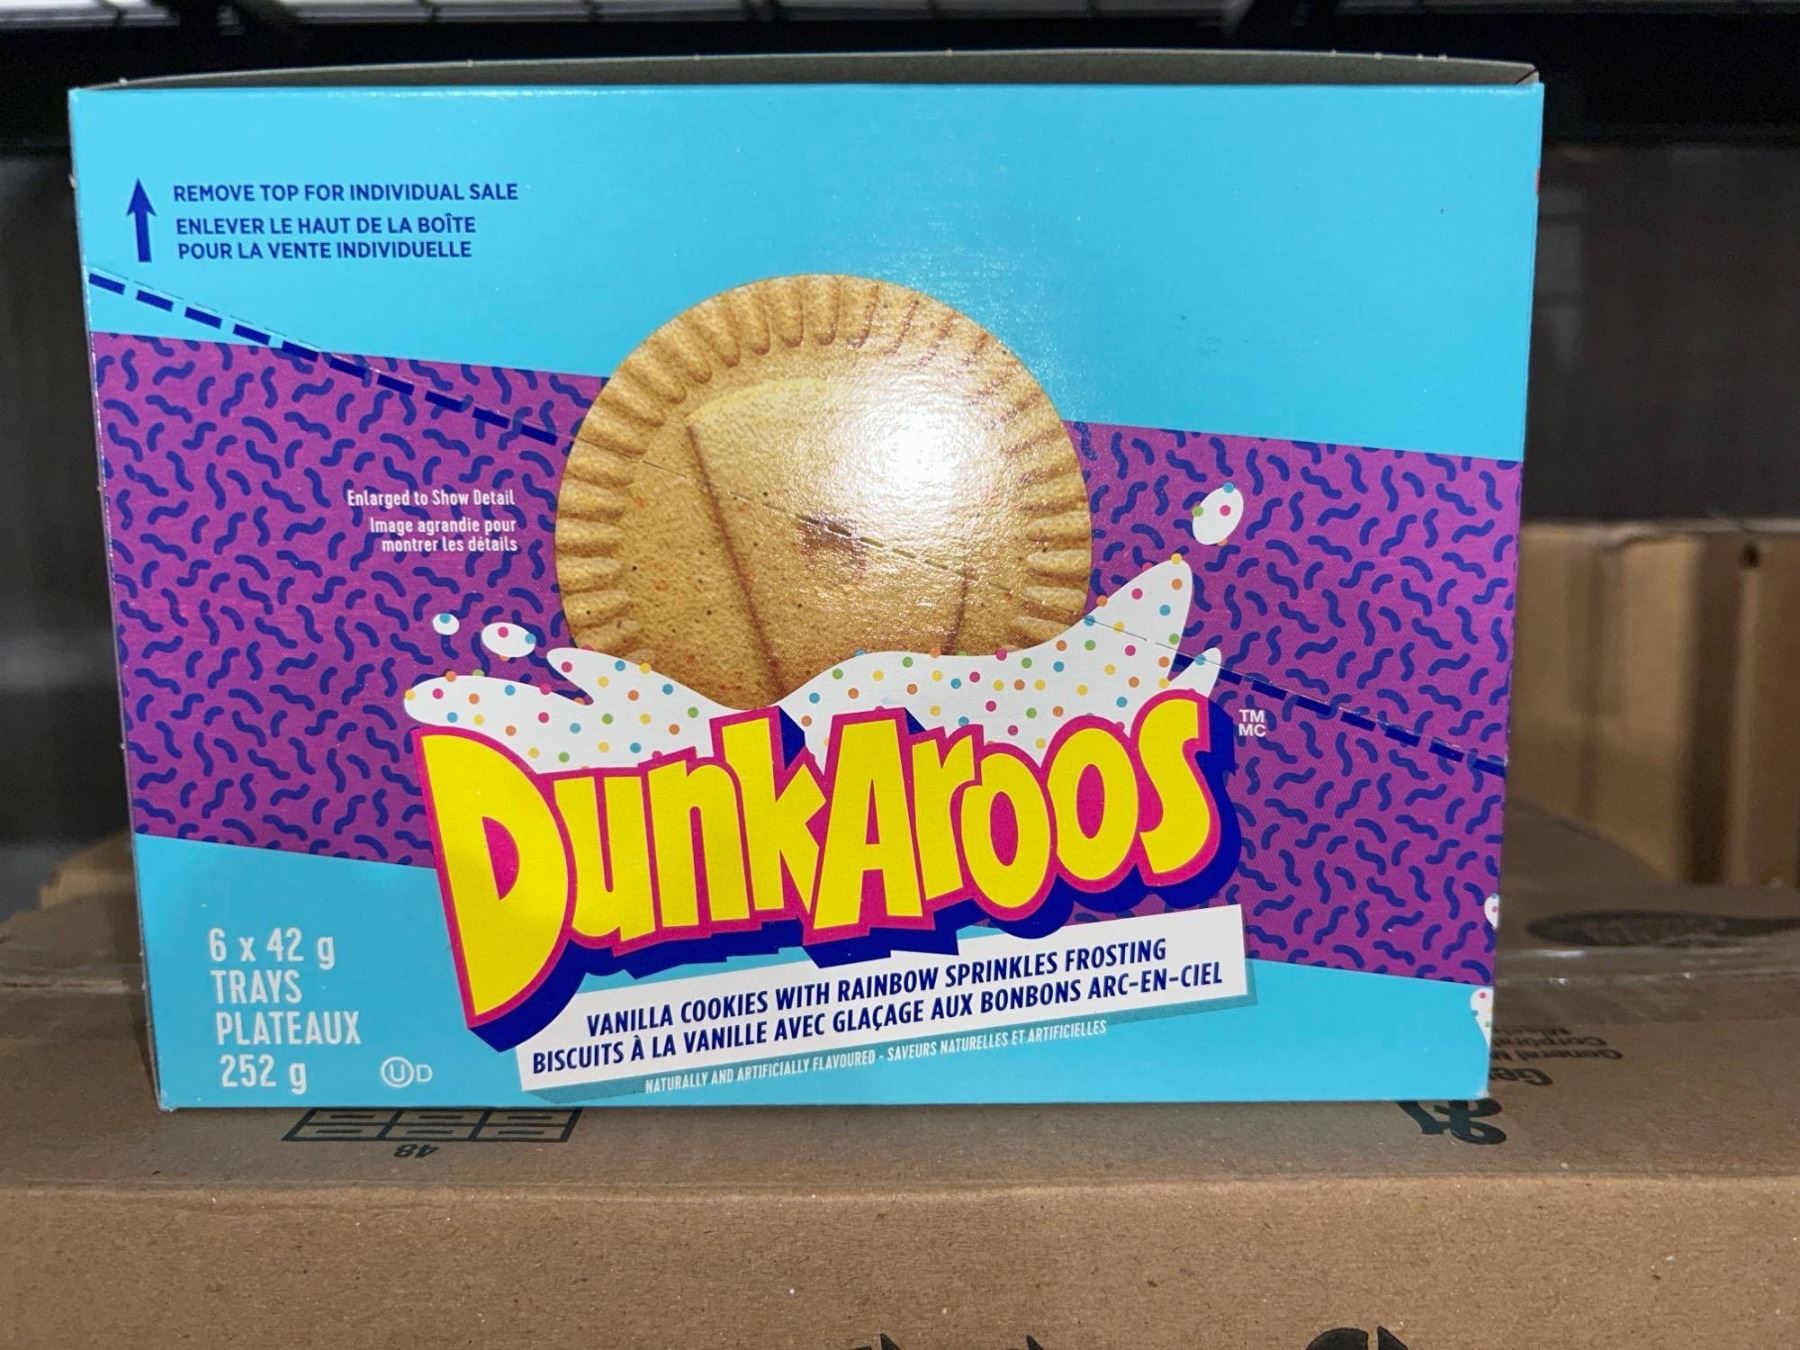 REMOVE TOP FOR INDIVIDUAL SALE
ENLEVER LE HAUT DE LA BOÎTE
POUR LA VENTE INDIVIDUELLE
Enlarged to Show Detail
Image agrandie pour
montrer les détails
DunkAroos
TM
MC
6 x 42 g
TRAYS
PLATEAUX
252 g
UD
VANILLA COOKIES WITH RAINBOW SPRINKLES FROSTING
BISCUITS À LA VANILLE AVEC GLAÇAGE AUX BONBONS ARC-EN-CIEL
NATURALLY AND ARTIFICIALLY FLAVOURED - SAVEURS NATURELLES ET ARTIFICIELLES
48